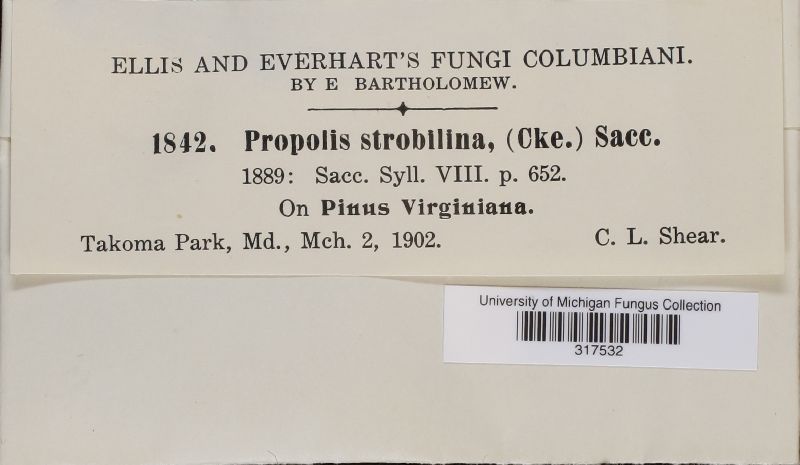 ELLIS AND EVERHART'S FUNGI COLUMBIANI.
BY E BARTHOLOMEW.
1842. Propolis strobilina, (Cke.) Sacc.
1889: Sacc. Syll. VIII. p. 652.
On Pinus Virginiana.
Takoma Park, Md., Mch. 2, 1902. C. L. Shear.
University of Michigan Fungus Collection
317532